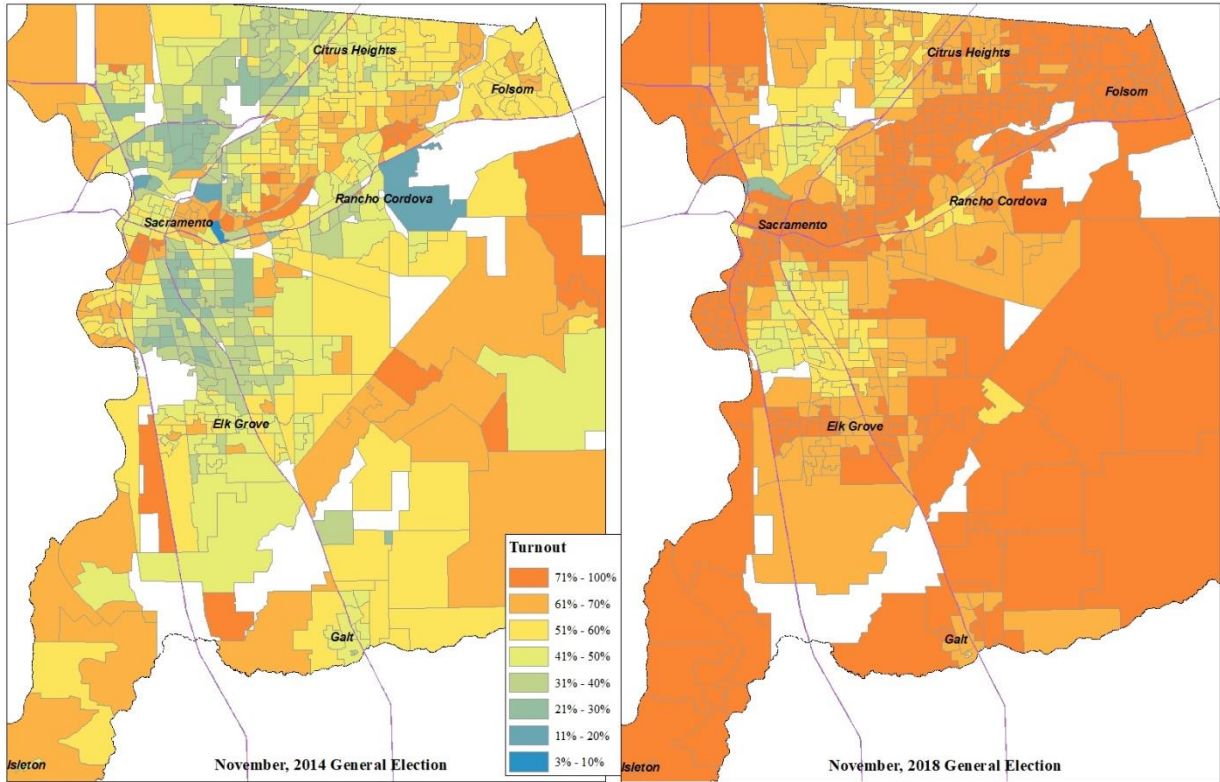 Citrus Heights
Folsom
Rancho Cordova
Sacramento
Elk Grove
Galt
Isleton
November, 2014 General Election
Turnout
71% - 100%
61% - 70%
51% - 60%
41% - 50%
31% - 40%
21% - 30%
11% - 20%
3% - 10%
Citrus Heights
Folsom
Rancho Cordova
Sacramento
Elk Grove
Galt
Isleton
November, 2018 General Election